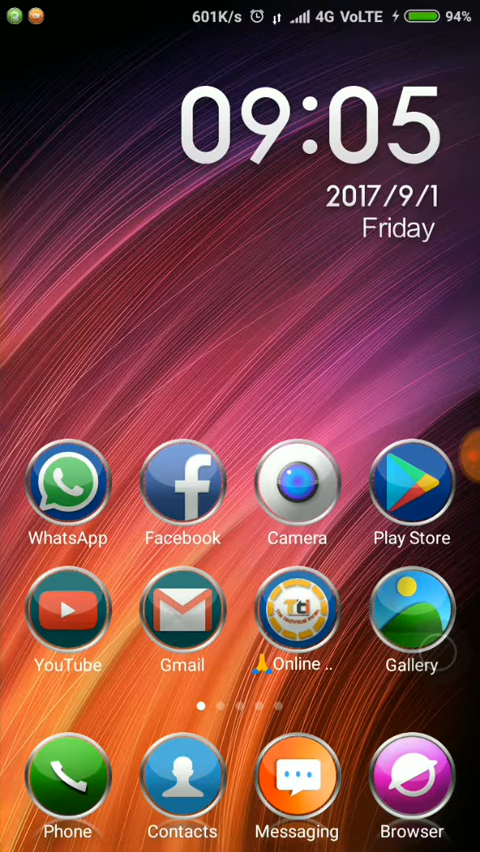 601K/s 4G VoLTE 94%
09:05
2017/9/1
Friday
WhatsApp Facebook Camera Play Store
YouTube Gmail 🙏Online .. Gallery
Phone Contacts Messaging Browser